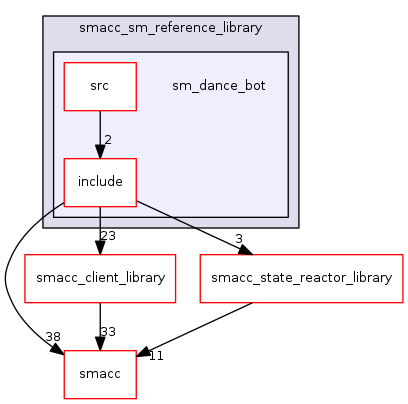 smacc_sm_reference_library
src
sm_dance_bot
2
include
23
3
smacc_client_library
smacc_state_reactor_library
38
33
11
smacc